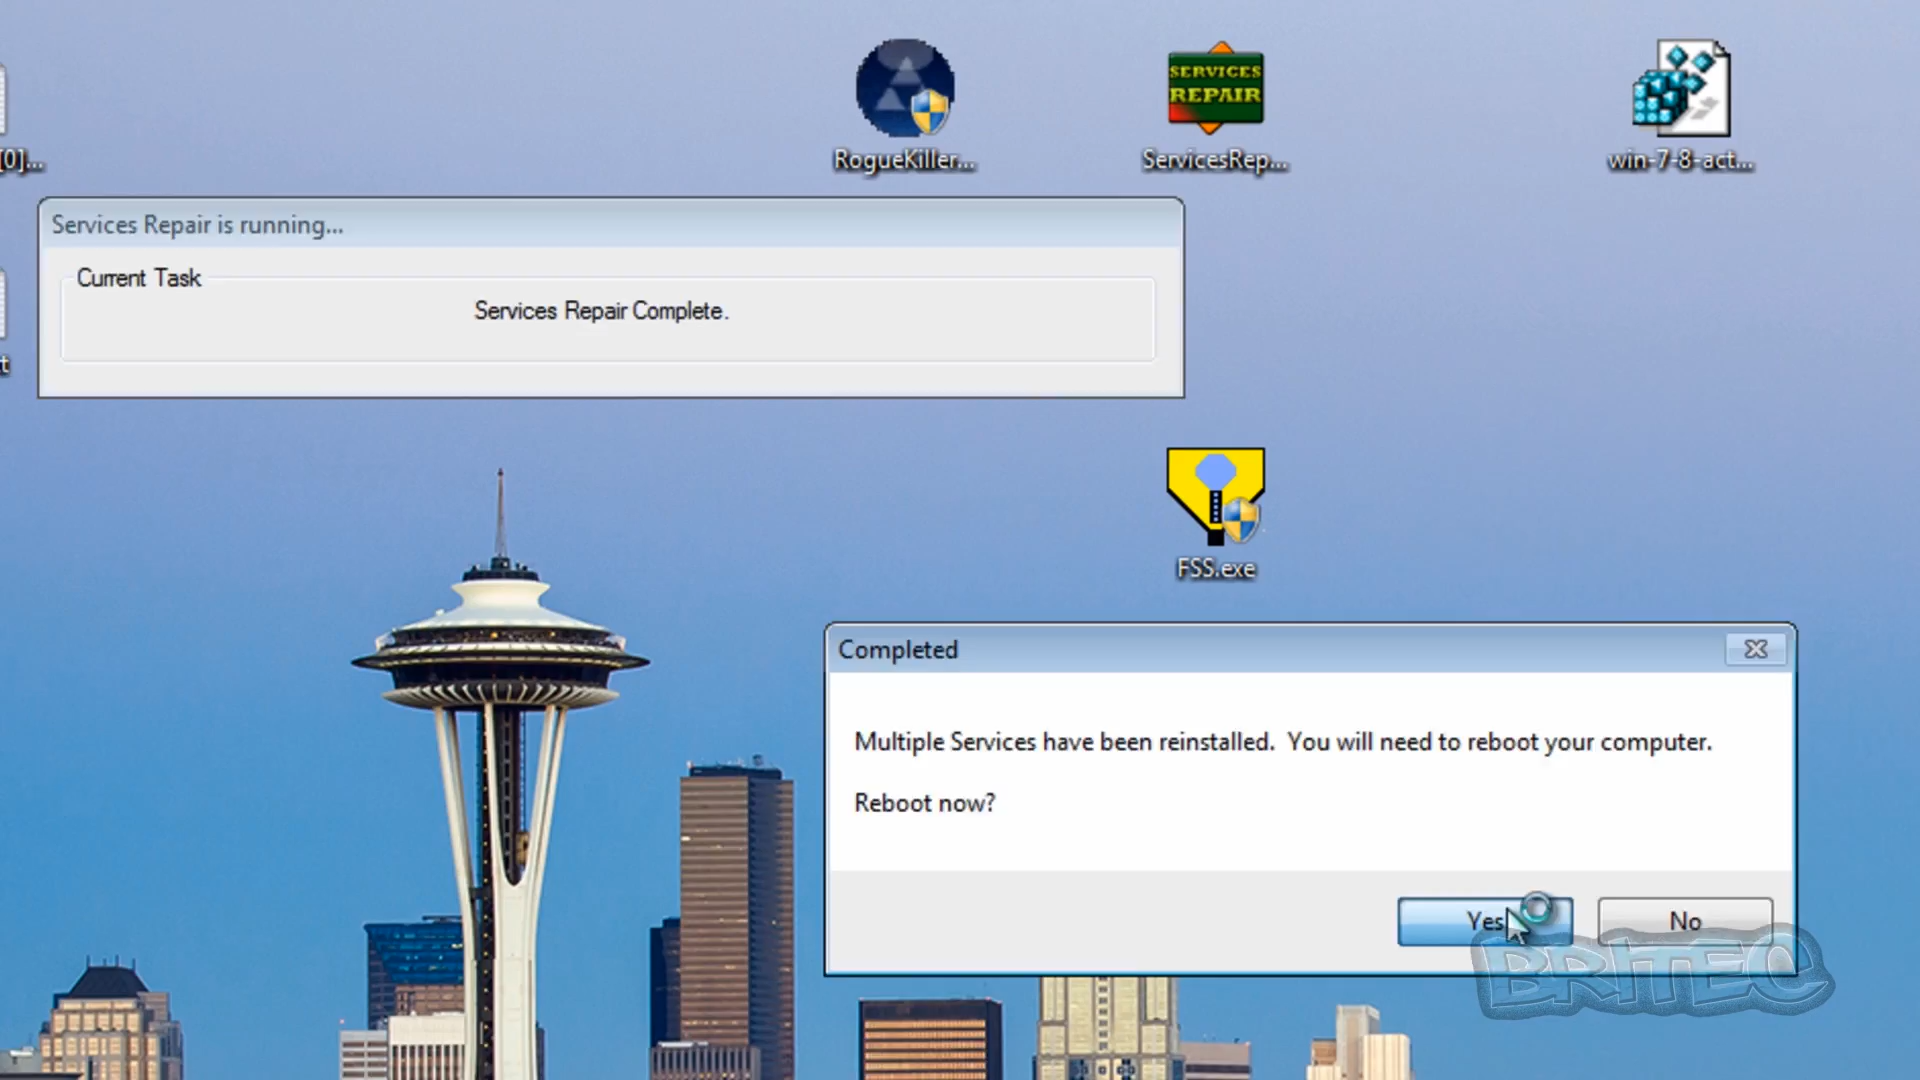 SERVICES
REPAIR
[0]...
RogueKiller...
ServicesRep...
win-7-8-act...
Services Repair is running...
Current Task
Services Repair Complete.
t
FSS.exe
Completed
Multiple Services have been reinstalled.  You will need to reboot your computer.
Reboot now?
Yes
No
BRITEC